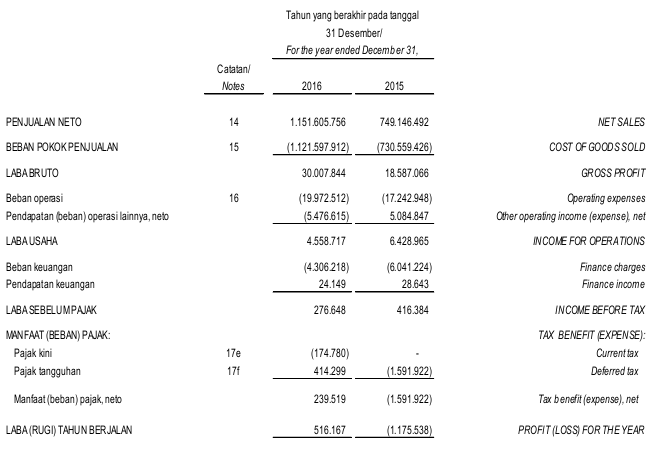 Tahun yang berakhir pada tanggal
31 Desember/
For the year ended December 31,
Catatan/
Notes 2016 2015
PENJUALAN NETO 14 1.151.605.756 749.146.492 NET SALES
BEBAN POKOK PENJUALAN 15 (1.121.597.912) (730.559.426) COST OF GOODS SOLD
LABA BRUTO 30.007.844 18.587.066 GROSS PROFIT
Beban operasi 16 (19.972.512) (17.242.948) Operating expenses
Pendapatan (beban) operasi lainnya, neto (5.476.615) 5.084.847 Other operating income (expense), net
LABA USAHA 4.558.717 6.428.965 INCOME FOR OPERATIONS
Beban keuangan (4.306.218) (6.041.224) Finance charges
Pendapatan keuangan 24.149 28.643 Finance income
LABA SEBELUM PAJAK 276.648 416.384 INCOME BEFORE TAX
MANFAAT (BEBAN) PAJAK: TAX BENEFIT (EXPENSE):
Pajak kini 17e (174.780) - Current tax
Pajak tangguhan 17f 414.299 (1.591.922) Deferred tax
Manfaat (beban) pajak, neto 239.519 (1.591.922) Tax benefit (expense), net
LABA (RUGI) TAHUN BERJALAN 516.167 (1.175.538) PROFIT (LOSS) FOR THE YEAR